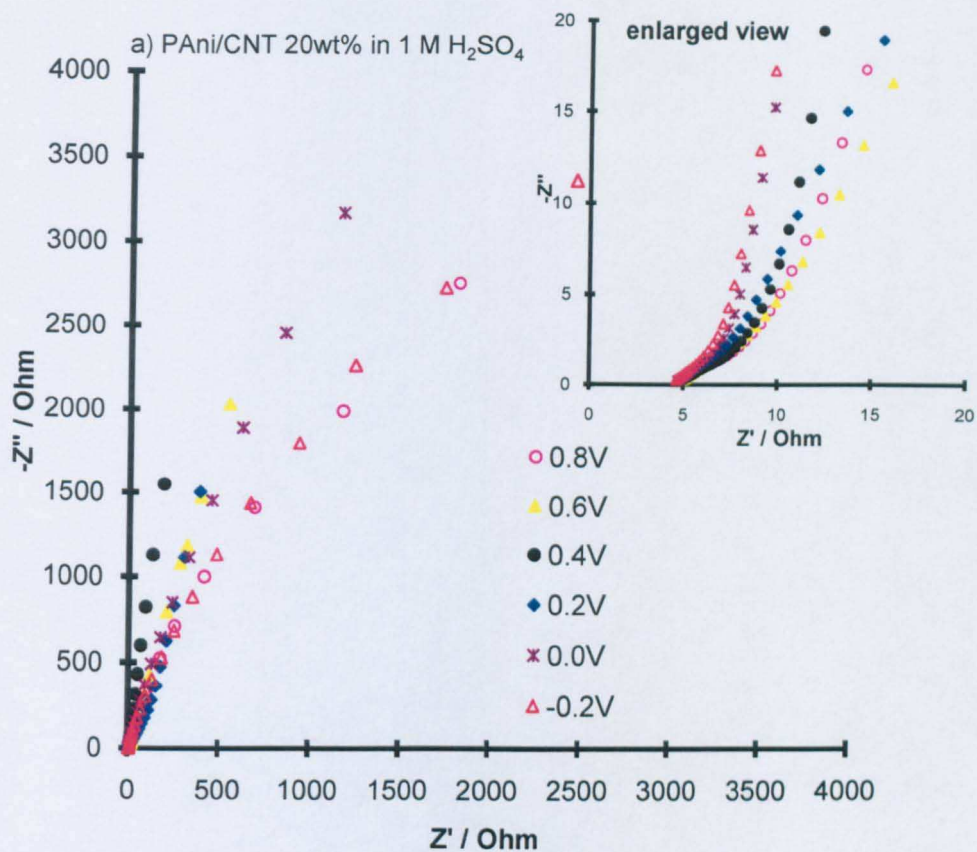 a) PAni/CNT 20wt% in 1 M H₂SO₄
4000
3500
3000
2500
2000
1500
1000
500
0
-Z'' / Ohm
0 500 1000 1500 2000 2500 3000 3500 4000
Z' / Ohm
enlarged view
20
15
10
5
0
-Z''
0 5 10 15 20
Z' / Ohm
0.8V
0.6V
0.4V
0.2V
0.0V
-0.2V